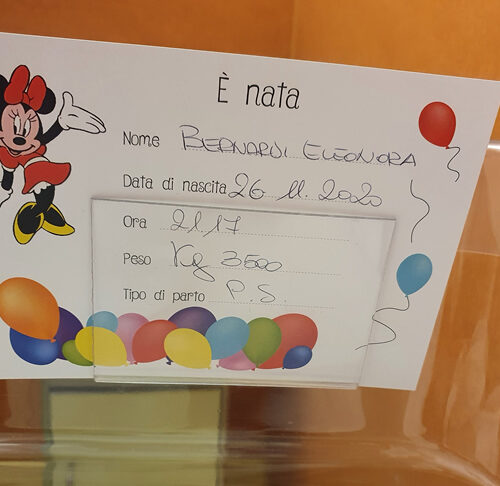 È nata
Nome BERNARDI ELEONORA
Data di nascita 26 11 2020
Ora 21 17
Peso Kg 3500
Tipo di parto P.S.